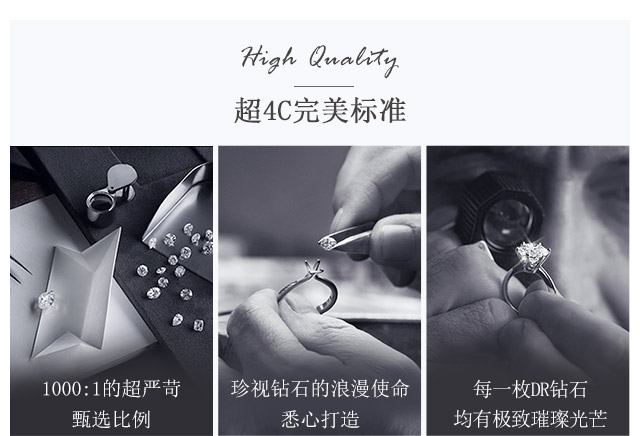 High Quality
超4C完美标准
1000:1的超严苛
甄选比例
珍视钻石的浪漫使命
悉心打造
每一枚DR钻石
均有极致璀璨光芒